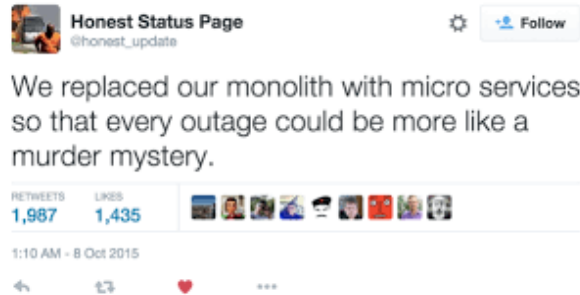 Honest Status Page
@honest_update
Follow
We replaced our monolith with micro services
so that every outage could be more like a
murder mystery.
RETWEETS LIKES
1,987 1,435
1:10 AM - 8 Oct 2015